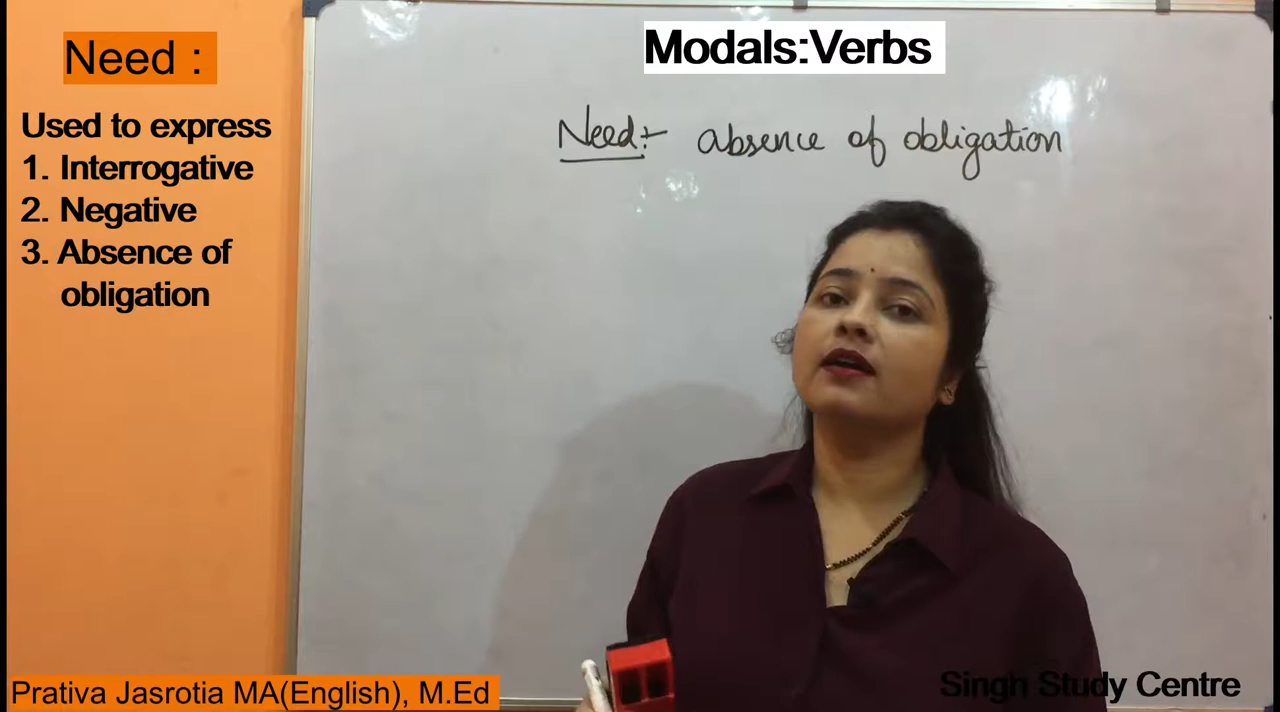 Need :
Used to express
1. Interrogative
2. Negative
3. Absence of
obligation
Modals:Verbs
Need:- absence of obligation
Prativa Jasrotia MA(English), M.Ed
Singh Study Centre